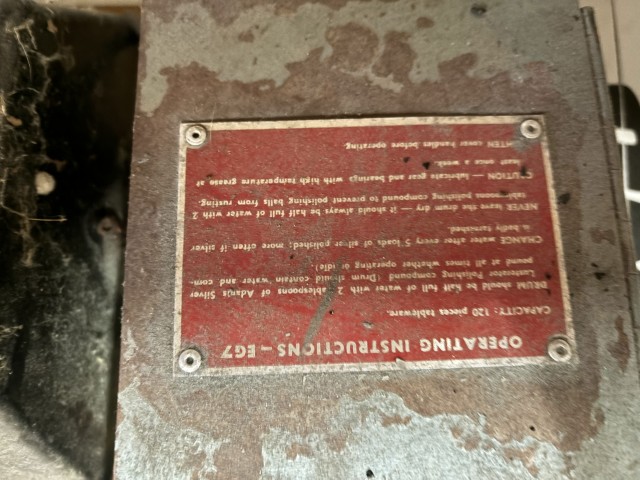 OPERATING INSTRUCTIONS — EG7
CAPACITY: 120 pieces tableware.
DRUM should be half full of water with 2 tablespoons of Adams Silver
Lustreater Polishing compound (Drum should contain water and com-
pound at all times whether operating or idle)
CHANGE water after every 5 loads of silver polished; more often if silver
is badly tarnished.
NEVER leave the drum dry — it should always be half full of water with 2
tablespoons polishing compound to prevent polishing balls from rusting.
CAUTION — lubricate gear and bearings with high temperature grease at
least once a week.
TIGHTEN cover handles before operating.